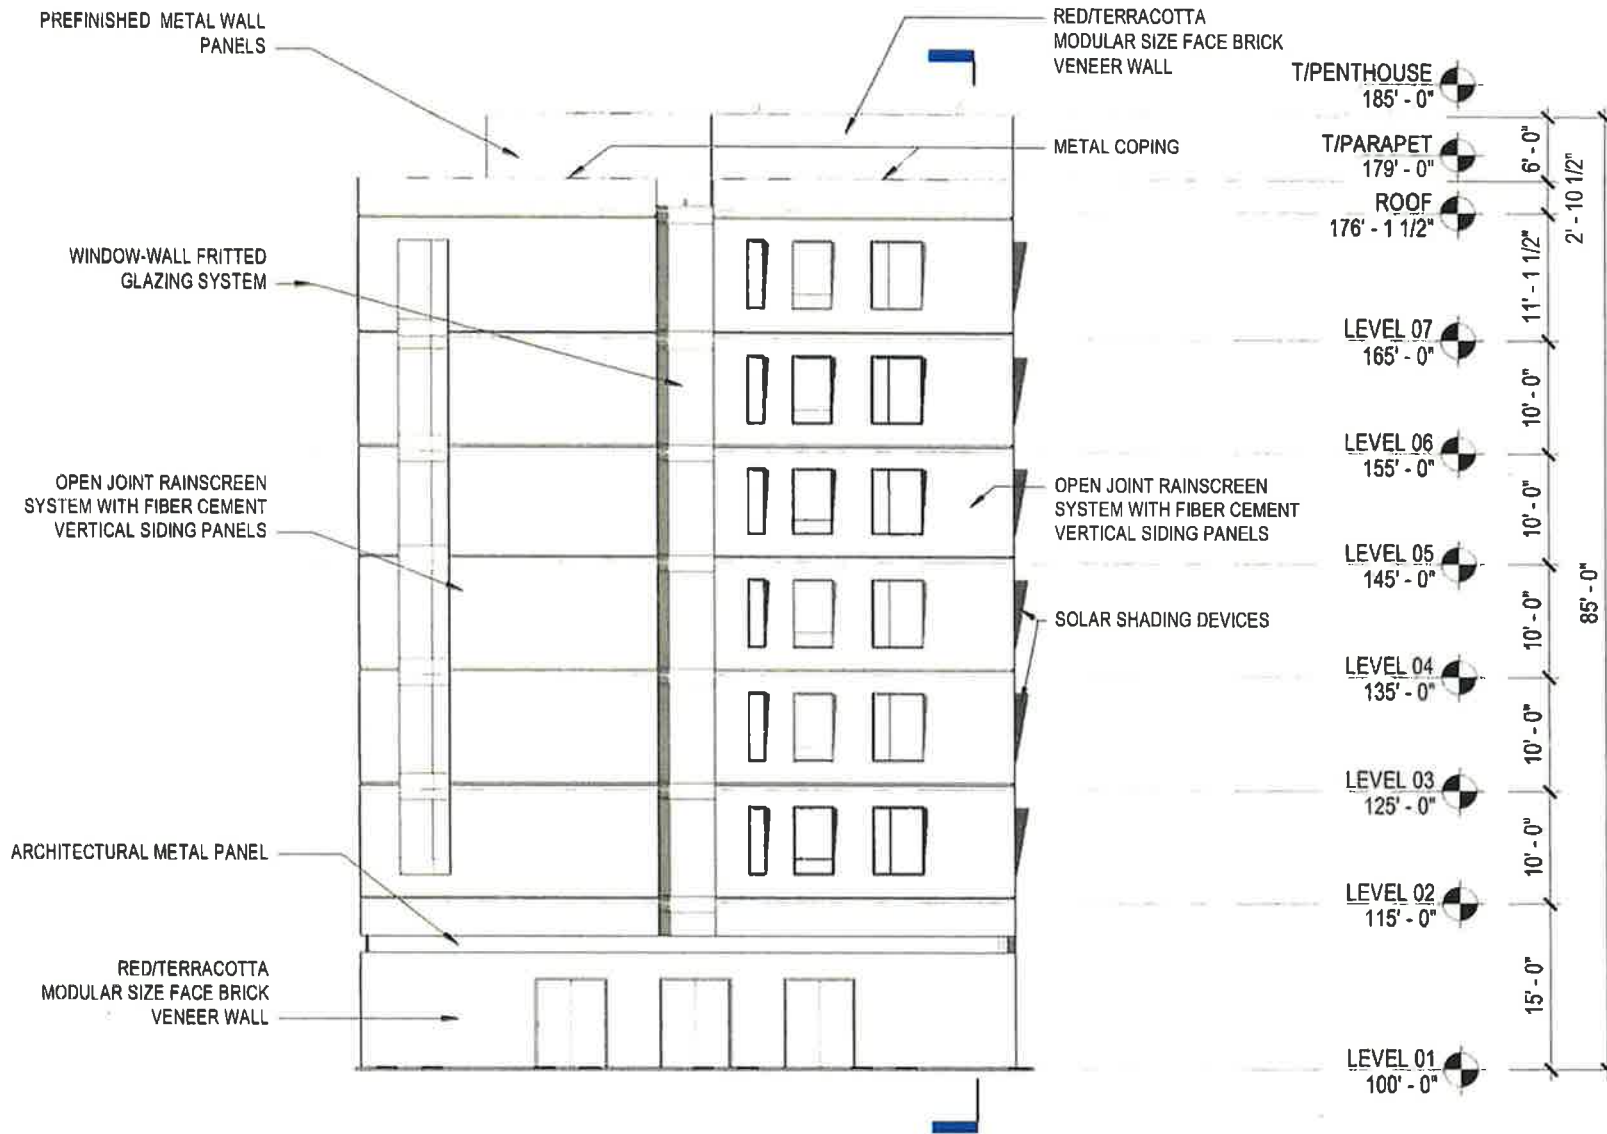 PREFINISHED METAL WALL
PANELS
WINDOW-WALL FRITTED
GLAZING SYSTEM
OPEN JOINT RAINSCREEN
SYSTEM WITH FIBER CEMENT
VERTICAL SIDING PANELS
ARCHITECTURAL METAL PANEL
RED/TERRACOTTA
MODULAR SIZE FACE BRICK
VENEER WALL
RED/TERRACOTTA
MODULAR SIZE FACE BRICK
VENEER WALL
METAL COPING
OPEN JOINT RAINSCREEN
SYSTEM WITH FIBER CEMENT
VERTICAL SIDING PANELS
SOLAR SHADING DEVICES
T/PENTHOUSE
185' - 0"
T/PARAPET
179' - 0"
ROOF
176' - 1 1/2"
LEVEL 07
165' - 0"
LEVEL 06
155' - 0"
LEVEL 05
145' - 0"
LEVEL 04
135' - 0"
LEVEL 03
125' - 0"
LEVEL 02
115' - 0"
LEVEL 01
100' - 0"
6' - 0"
2' - 10 1/2"
11' - 1 1/2"
10' - 0"
10' - 0"
10' - 0"
10' - 0"
10' - 0"
15' - 0"
85' - 0"